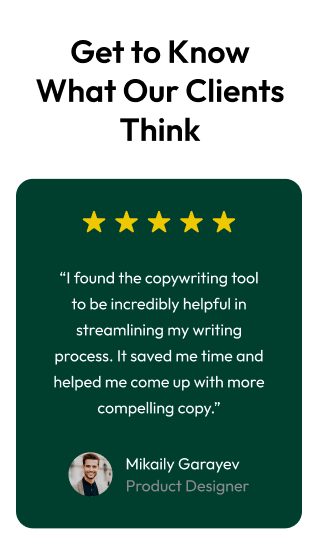 Get to Know
What Our Clients
Think
“I found the copywriting tool
to be incredibly helpful in
streamlining my writing
process. It saved me time and
helped me come up with more
compelling copy.”
Mikaily Garayev
Product Designer